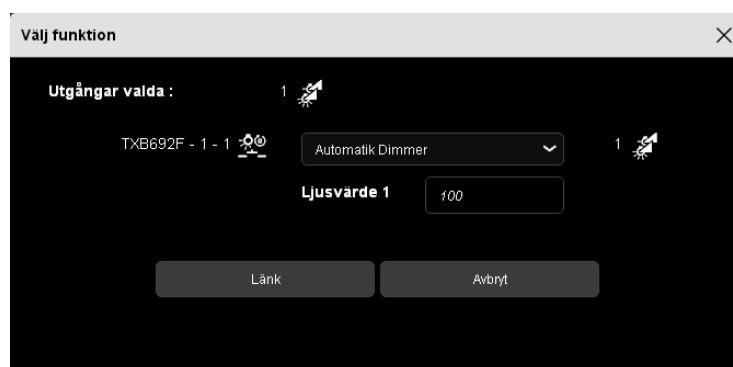 Välj funktion
Utgångar valda : 1
TXB692F - 1 - 1 Automatik Dimmer 1
Ljusvärde 1 100
Länk Avbryt